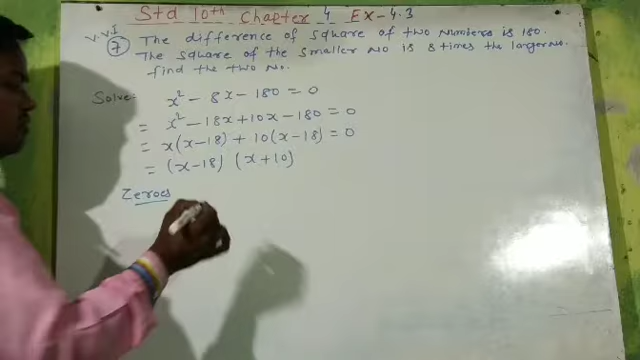 Std 10th Chapter 4 Ex-4.3
V.V.I
7 The difference of square of two numbers is 180.
The square of the smaller no is 8 times the larger no.
find the two no.
Solve:- x² - 8x - 180 = 0
= x² - 18x + 10x - 180 = 0
= x(x-18) + 10(x-18) = 0
= (x-18) (x+10)
Zeroes